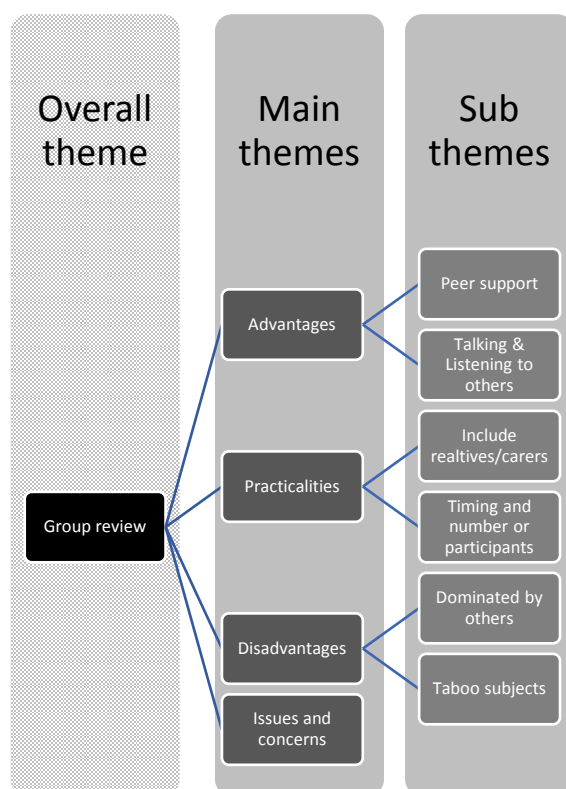 Overall
theme
Main
themes
Sub
themes
Group review
Advantages
Practicalities
Disadvantages
Issues and
concerns
Peer support
Talking &
Listening to
others
Include
realtives/carers
Timing and
number or
participants
Dominated by
others
Taboo subjects